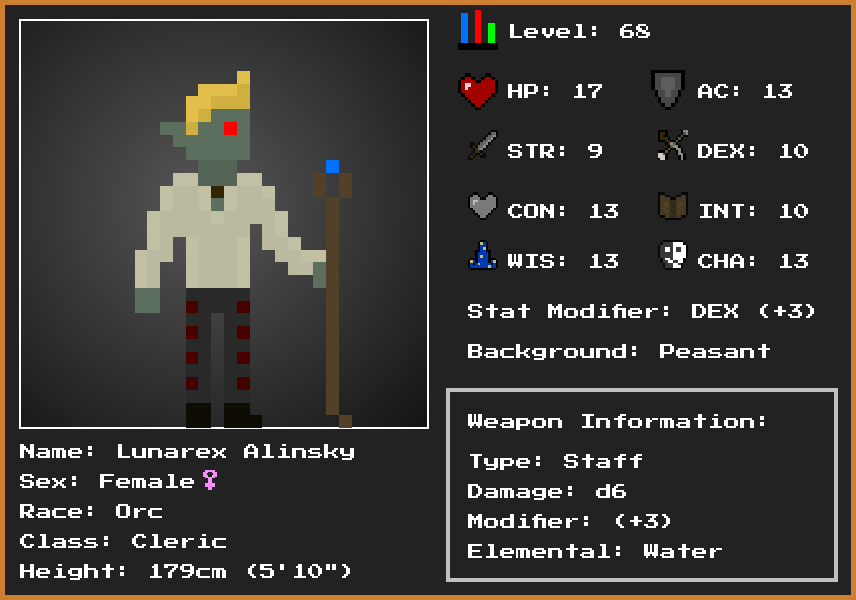 Level: 68
HP: 17
AC: 13
STR: 9
DEX: 10
CON: 13
INT: 10
WIS: 13
CHA: 13
Stat Modifier: DEX (+3)
Background: Peasant
Weapon Information:
Type: Staff
Damage: d6
Modifier: (+3)
Elemental: Water
Name: Lunarex Alinsky
Sex: Female♀
Race: Orc
Class: Cleric
Height: 179cm (5'10")